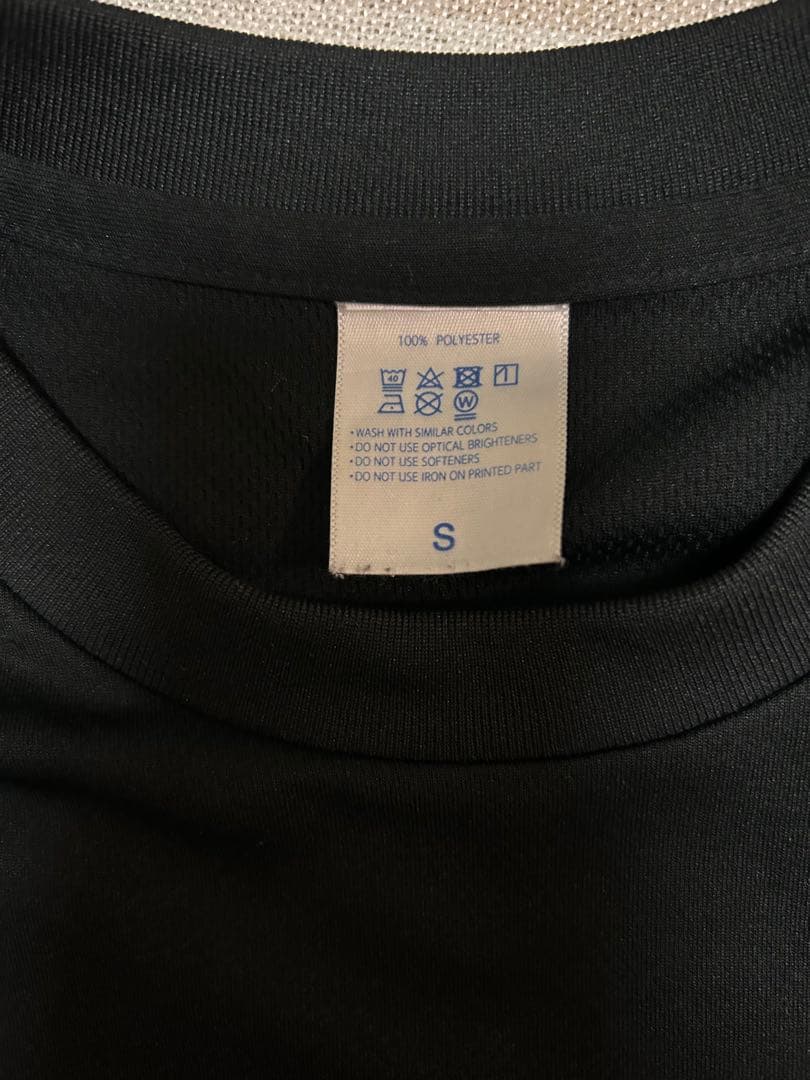 100% POLYESTER
40
W
•WASH WITH SIMILAR COLORS
•DO NOT USE OPTICAL BRIGHTENERS
•DO NOT USE SOFTENERS
•DO NOT USE IRON ON PRINTED PART
S